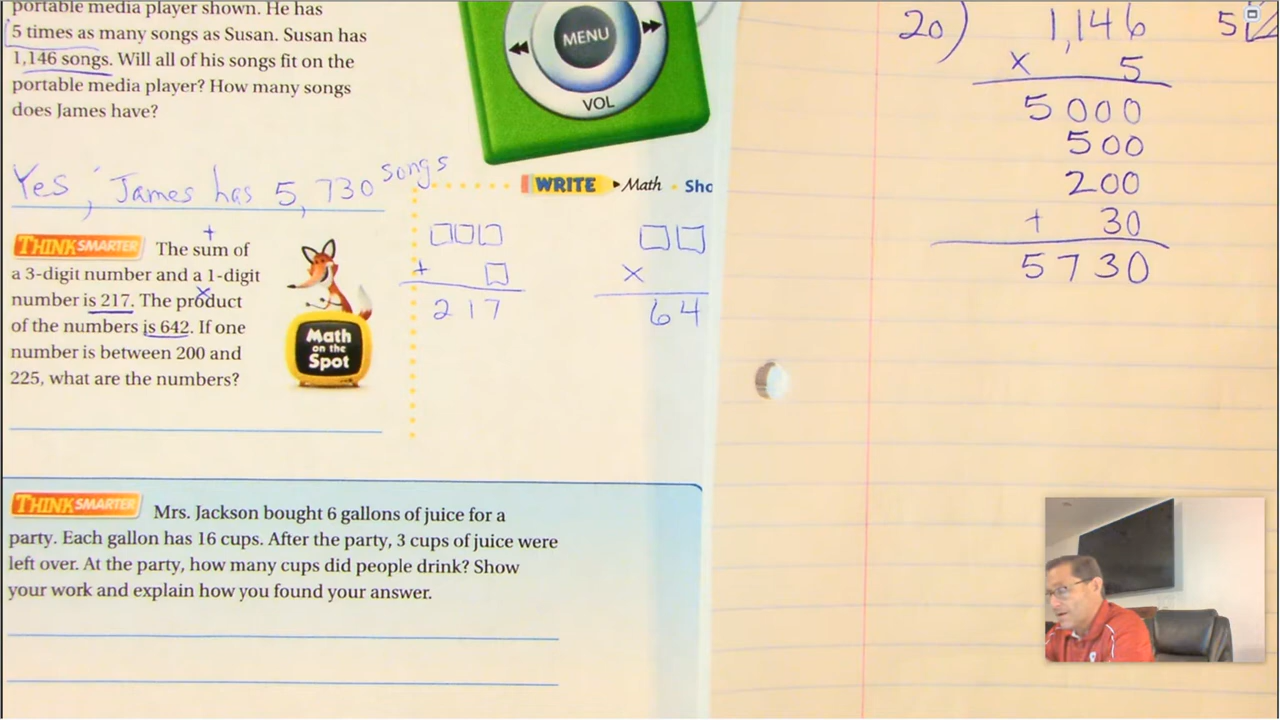 portable media player shown. He has
5 times as many songs as Susan. Susan has
1,146 songs. Will all of his songs fit on the
portable media player? How many songs
does James have?
MENU
VOL
Yes, James has 5,730 songs
WRITE Math Sho
THINK SMARTER The sum of
+
a 3-digit number and a 1-digit
number is 217. The product
x
of the numbers is 642. If one
number is between 200 and
225, what are the numbers?
Math
on the
Spot
+
217
x
64
THINK SMARTER Mrs. Jackson bought 6 gallons of juice for a
party. Each gallon has 16 cups. After the party, 3 cups of juice were
left over. At the party, how many cups did people drink? Show
your work and explain how you found your answer.
20) 1,146
x 5
5000
500
200
+ 30
5730
5